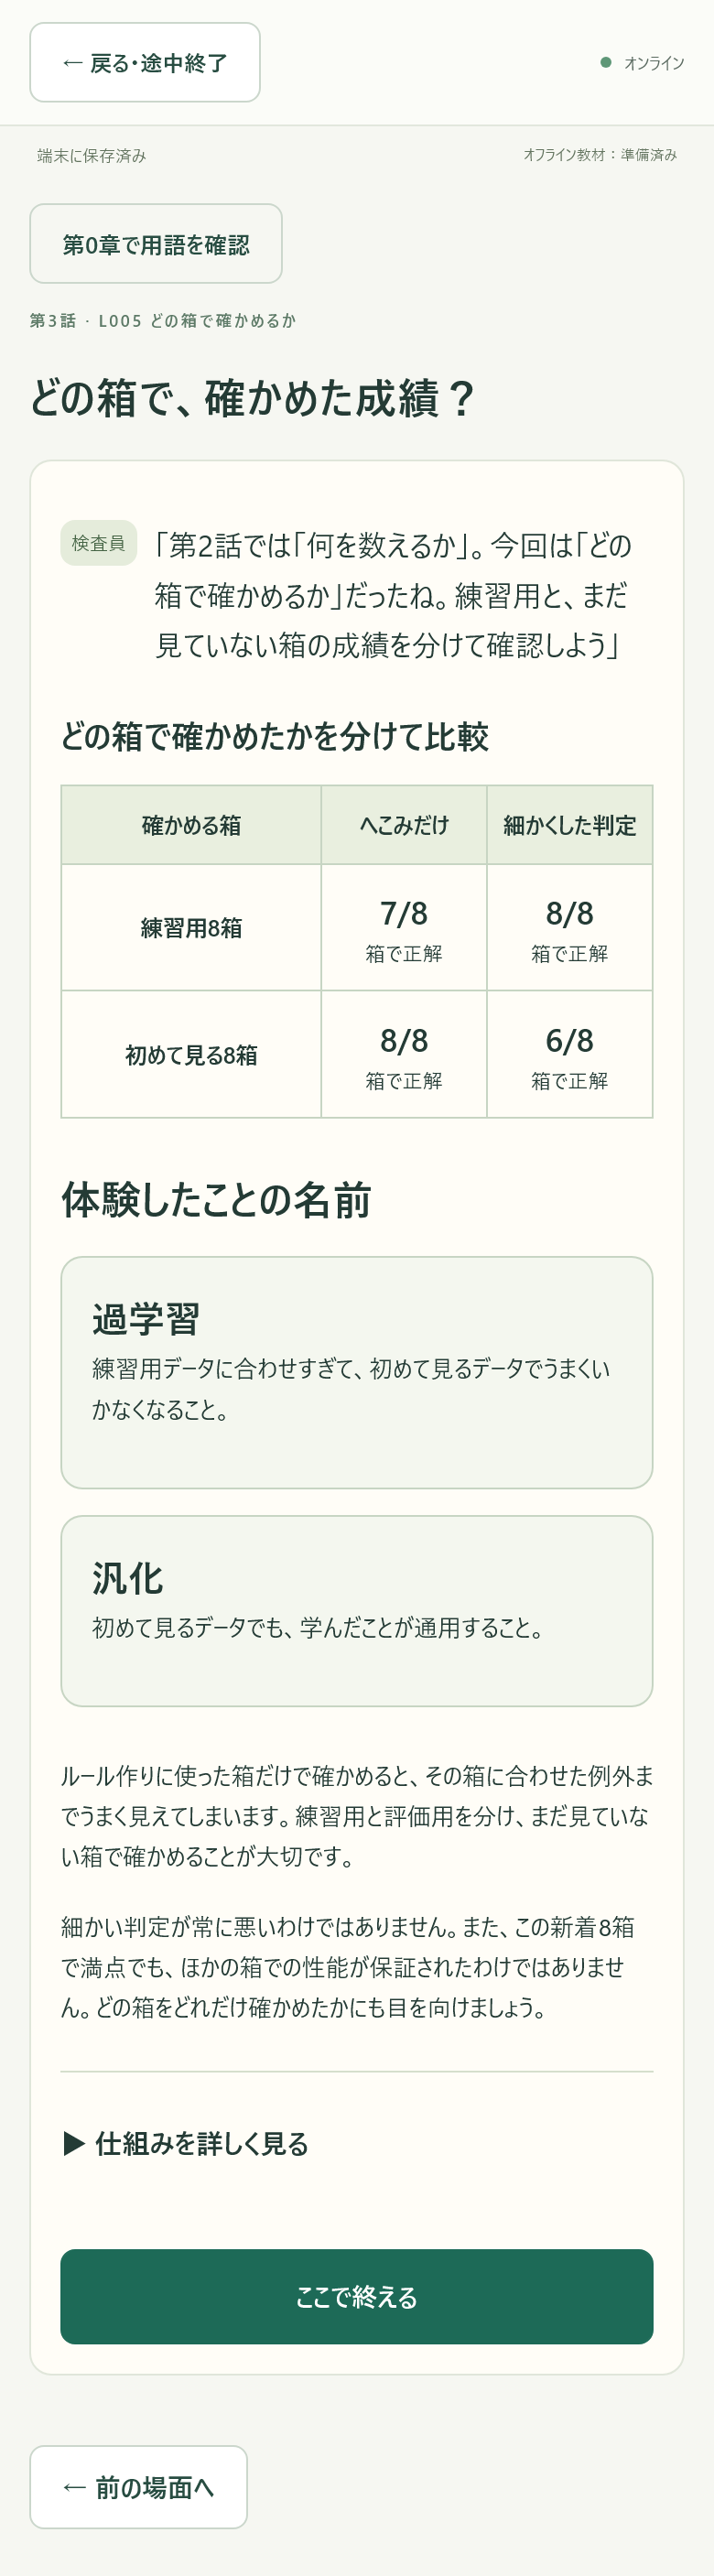 ← 戻る・途中終了
オンライン
端末に保存済み
オフライン教材：準備済み
第0章で用語を確認
第3話 · L005 どの箱で確かめるか
どの箱で、確かめた成績？
検査員
「第2話では「何を数えるか」。今回は「どの
箱で確かめるか」だったね。練習用と、まだ
見ていない箱の成績を分けて確認しよう」
どの箱で確かめたかを分けて比較
確かめる箱 へこみだけ 細かくした判定
練習用8箱 7/8 箱で正解 8/8 箱で正解
初めて見る8箱 8/8 箱で正解 6/8 箱で正解
体験したことの名前
過学習
練習用データに合わせすぎて、初めて見るデータでうまくい
かなくなること。
汎化
初めて見るデータでも、学んだことが通用すること。
ルール作りに使った箱だけで確かめると、その箱に合わせた例外ま
でうまく見えてしまいます。練習用と評価用を分け、まだ見ていな
い箱で確かめることが大切です。
細かい判定が常に悪いわけではありません。また、この新着8箱
で満点でも、ほかの箱での性能が保証されたわけではありませ
ん。どの箱をどれだけ確かめたかにも目を向けましょう。
▶ 仕組みを詳しく見る
ここで終える
← 前の場面へ